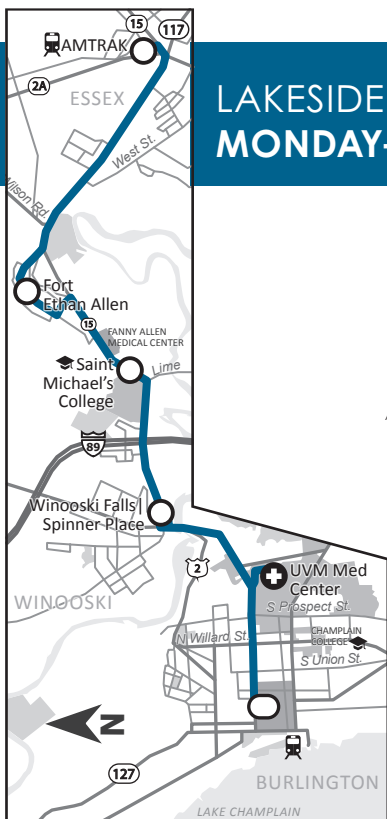 15
117
AMTRAK
2A
ESSEX
LAKESIDE
MONDAY-
West St.
Wilson Rd.
Fort
Ethan Allen
15
FANNY ALLEN
MEDICAL CENTER
Saint
Michael's
College
Lime
89
Winooski Falls
Spinner Place
2
UVM Med
Center
WINOOSKI
S Prospect St.
N Willard St.
CHAMPLAIN
COLLEGE
S Union St.
N
127
BURLINGTON
LAKE CHAMPLAIN